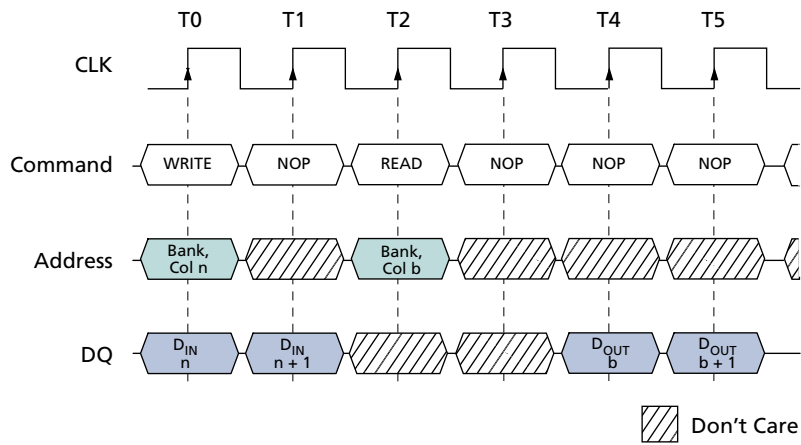 T0 T1 T2 T3 T4 T5
CLK
Command WRITE NOP READ NOP NOP NOP
Address Bank, Col n Bank, Col b
DQ DIN n DIN n + 1 DOUT b DOUT b + 1
Don't Care